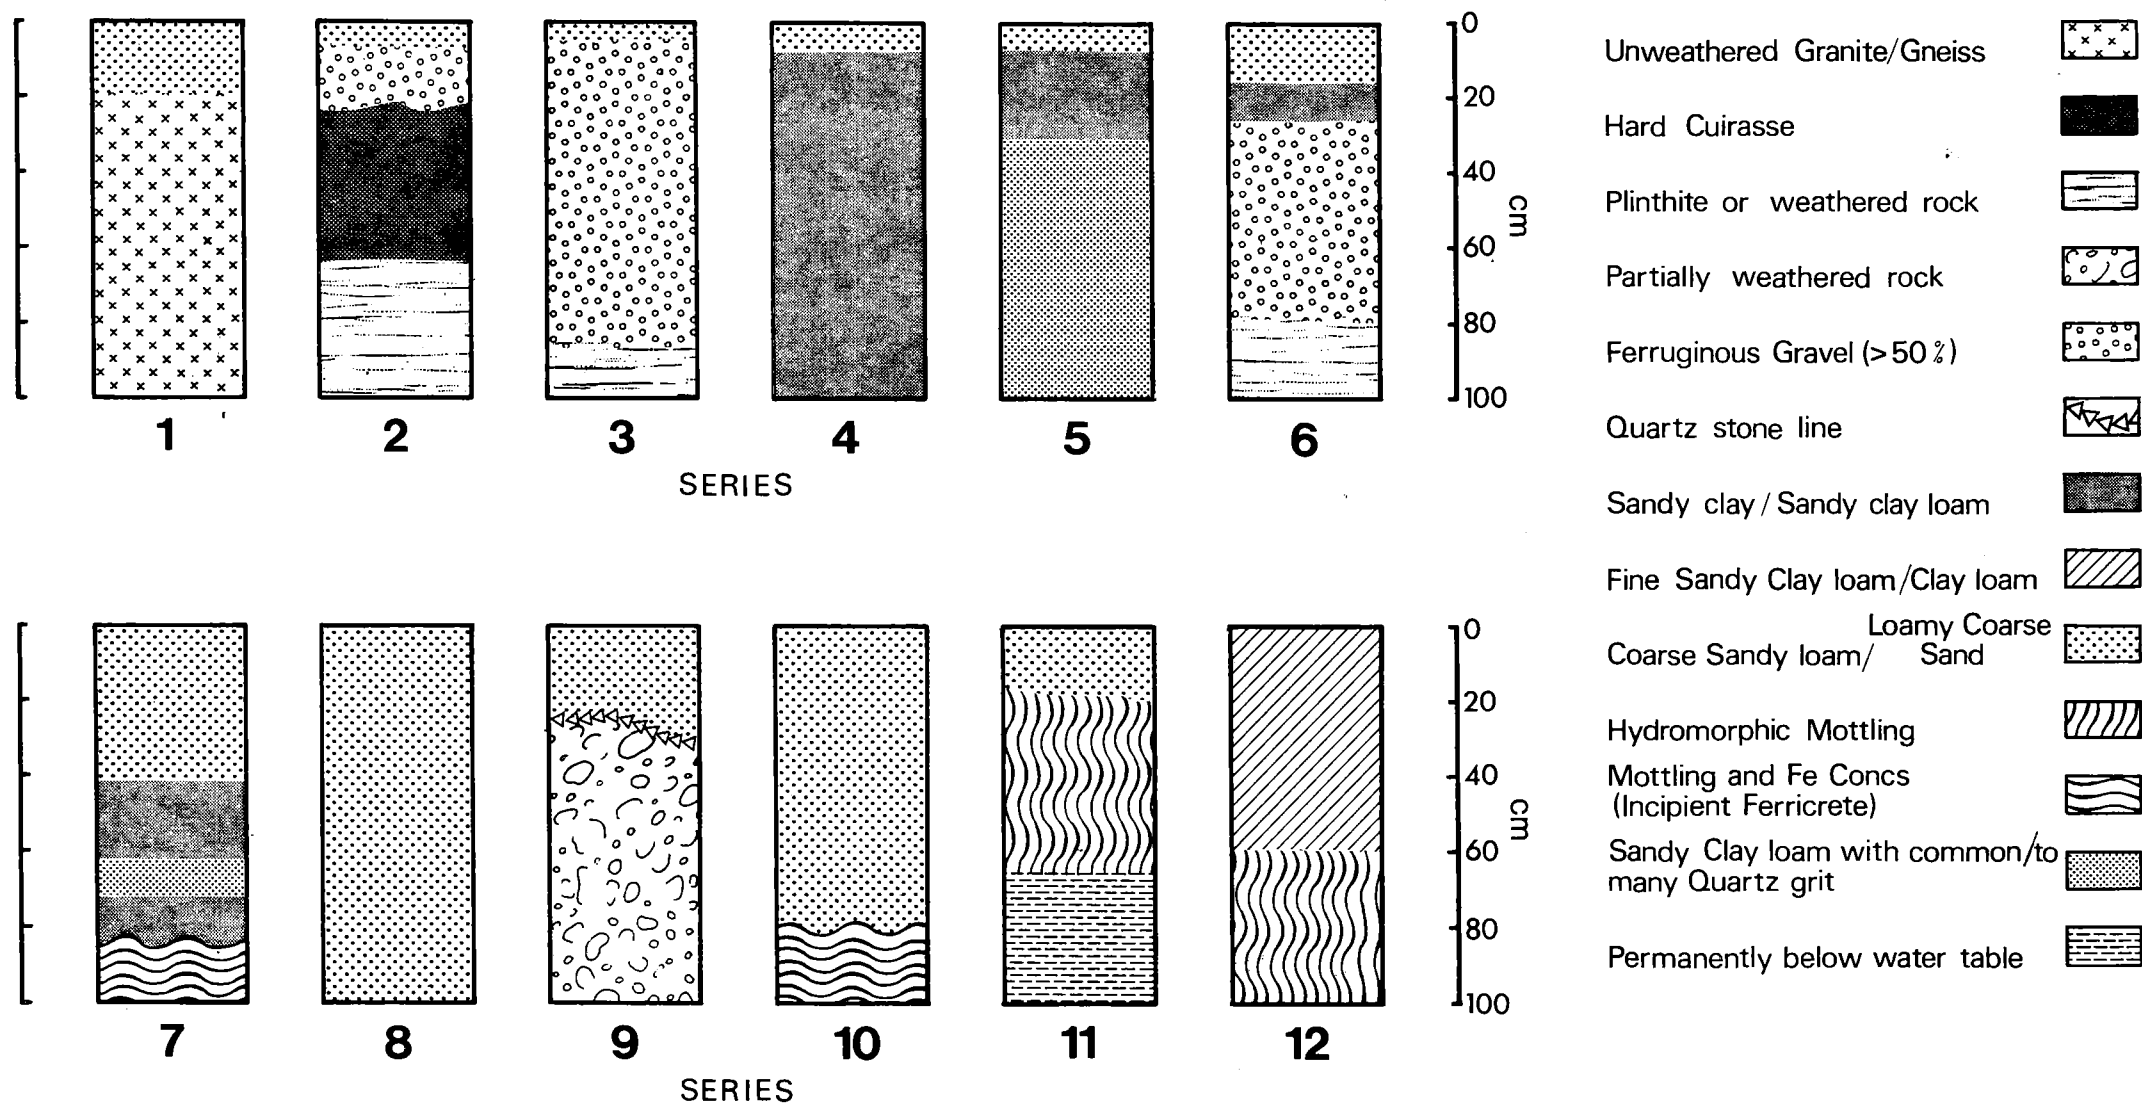 0
20
40
60
80
100
cm
1 2 3 4 5 6
SERIES
0
20
40
60
80
100
cm
7 8 9 10 11 12
SERIES
Unweathered Granite/Gneiss
Hard Cuirasse
Plinthite or weathered rock
Partially weathered rock
Ferruginous Gravel (>50%)
Quartz stone line
Sandy clay/Sandy clay loam
Fine Sandy Clay loam/Clay loam
Coarse Sandy loam/ Loamy Coarse
Sand
Hydromorphic Mottling
Mottling and Fe Concs
(Incipient Ferricrete)
Sandy Clay loam with common/to
many Quartz grit
Permanently below water table